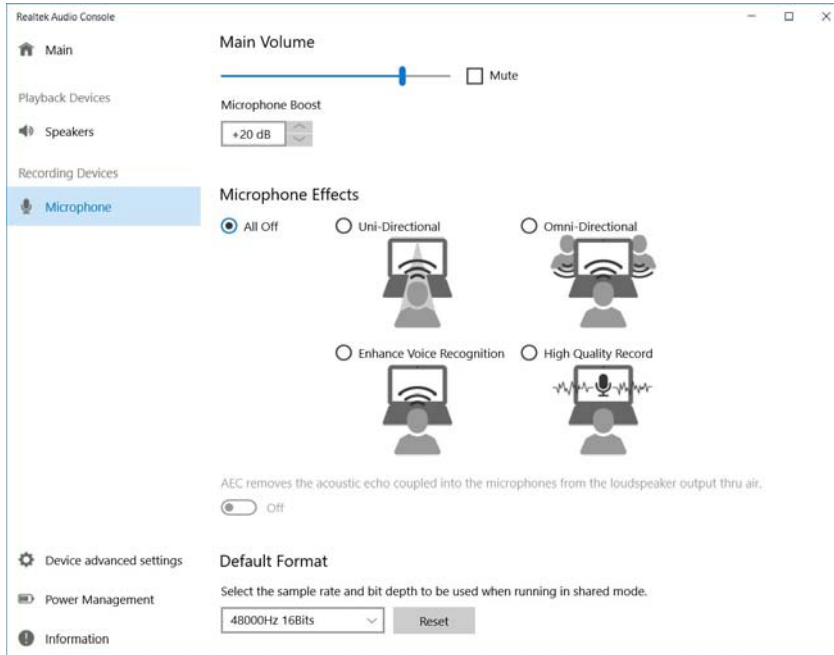 Realtek Audio Console
Main
Playback Devices
Speakers
Recording Devices
Microphone
Device advanced settings
Power Management
Information
Main Volume
Mute
Microphone Boost
+20 dB
Microphone Effects
All Off
Uni-Directional
Omni-Directional
Enhance Voice Recognition
High Quality Record
AEC removes the acoustic echo coupled into the microphones from the loudspeaker output thru air.
Off
Default Format
Select the sample rate and bit depth to be used when running in shared mode.
48000Hz 16Bits
Reset